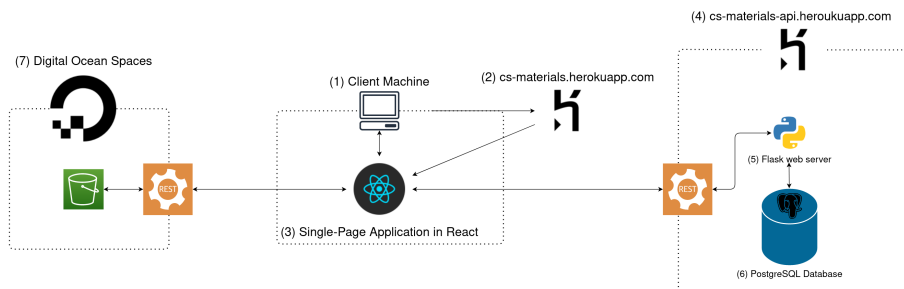 (4) cs-materials-api.heroukuapp.com
(7) Digital Ocean Spaces
(1) Client Machine
(2) cs-materials.herokuapp.com
(5) Flask web server
REST
REST
(3) Single-Page Application in React
(6) PostgreSQL Database